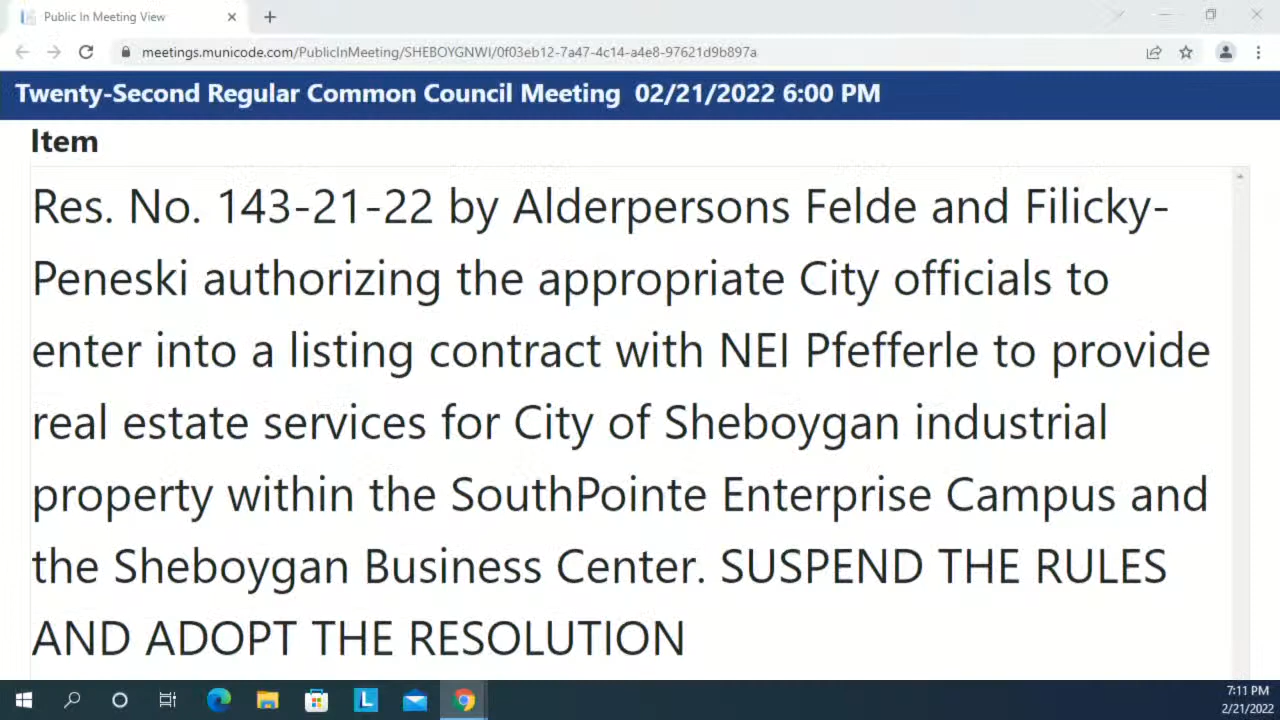 Public In Meeting View
meetings.municode.com/PublicInMeeting/SHEBOYGNWI/0f03eb12-7a47-4c14-a4e8-97621d9b897a
Twenty-Second Regular Common Council Meeting 02/21/2022 6:00 PM
Item
Res. No. 143-21-22 by Alderpersons Felde and Filicky-
Peneski authorizing the appropriate City officials to
enter into a listing contract with NEI Pfefferle to provide
real estate services for City of Sheboygan industrial
property within the SouthPointe Enterprise Campus and
the Sheboygan Business Center. SUSPEND THE RULES
AND ADOPT THE RESOLUTION
L
7:11 PM
2/21/2022